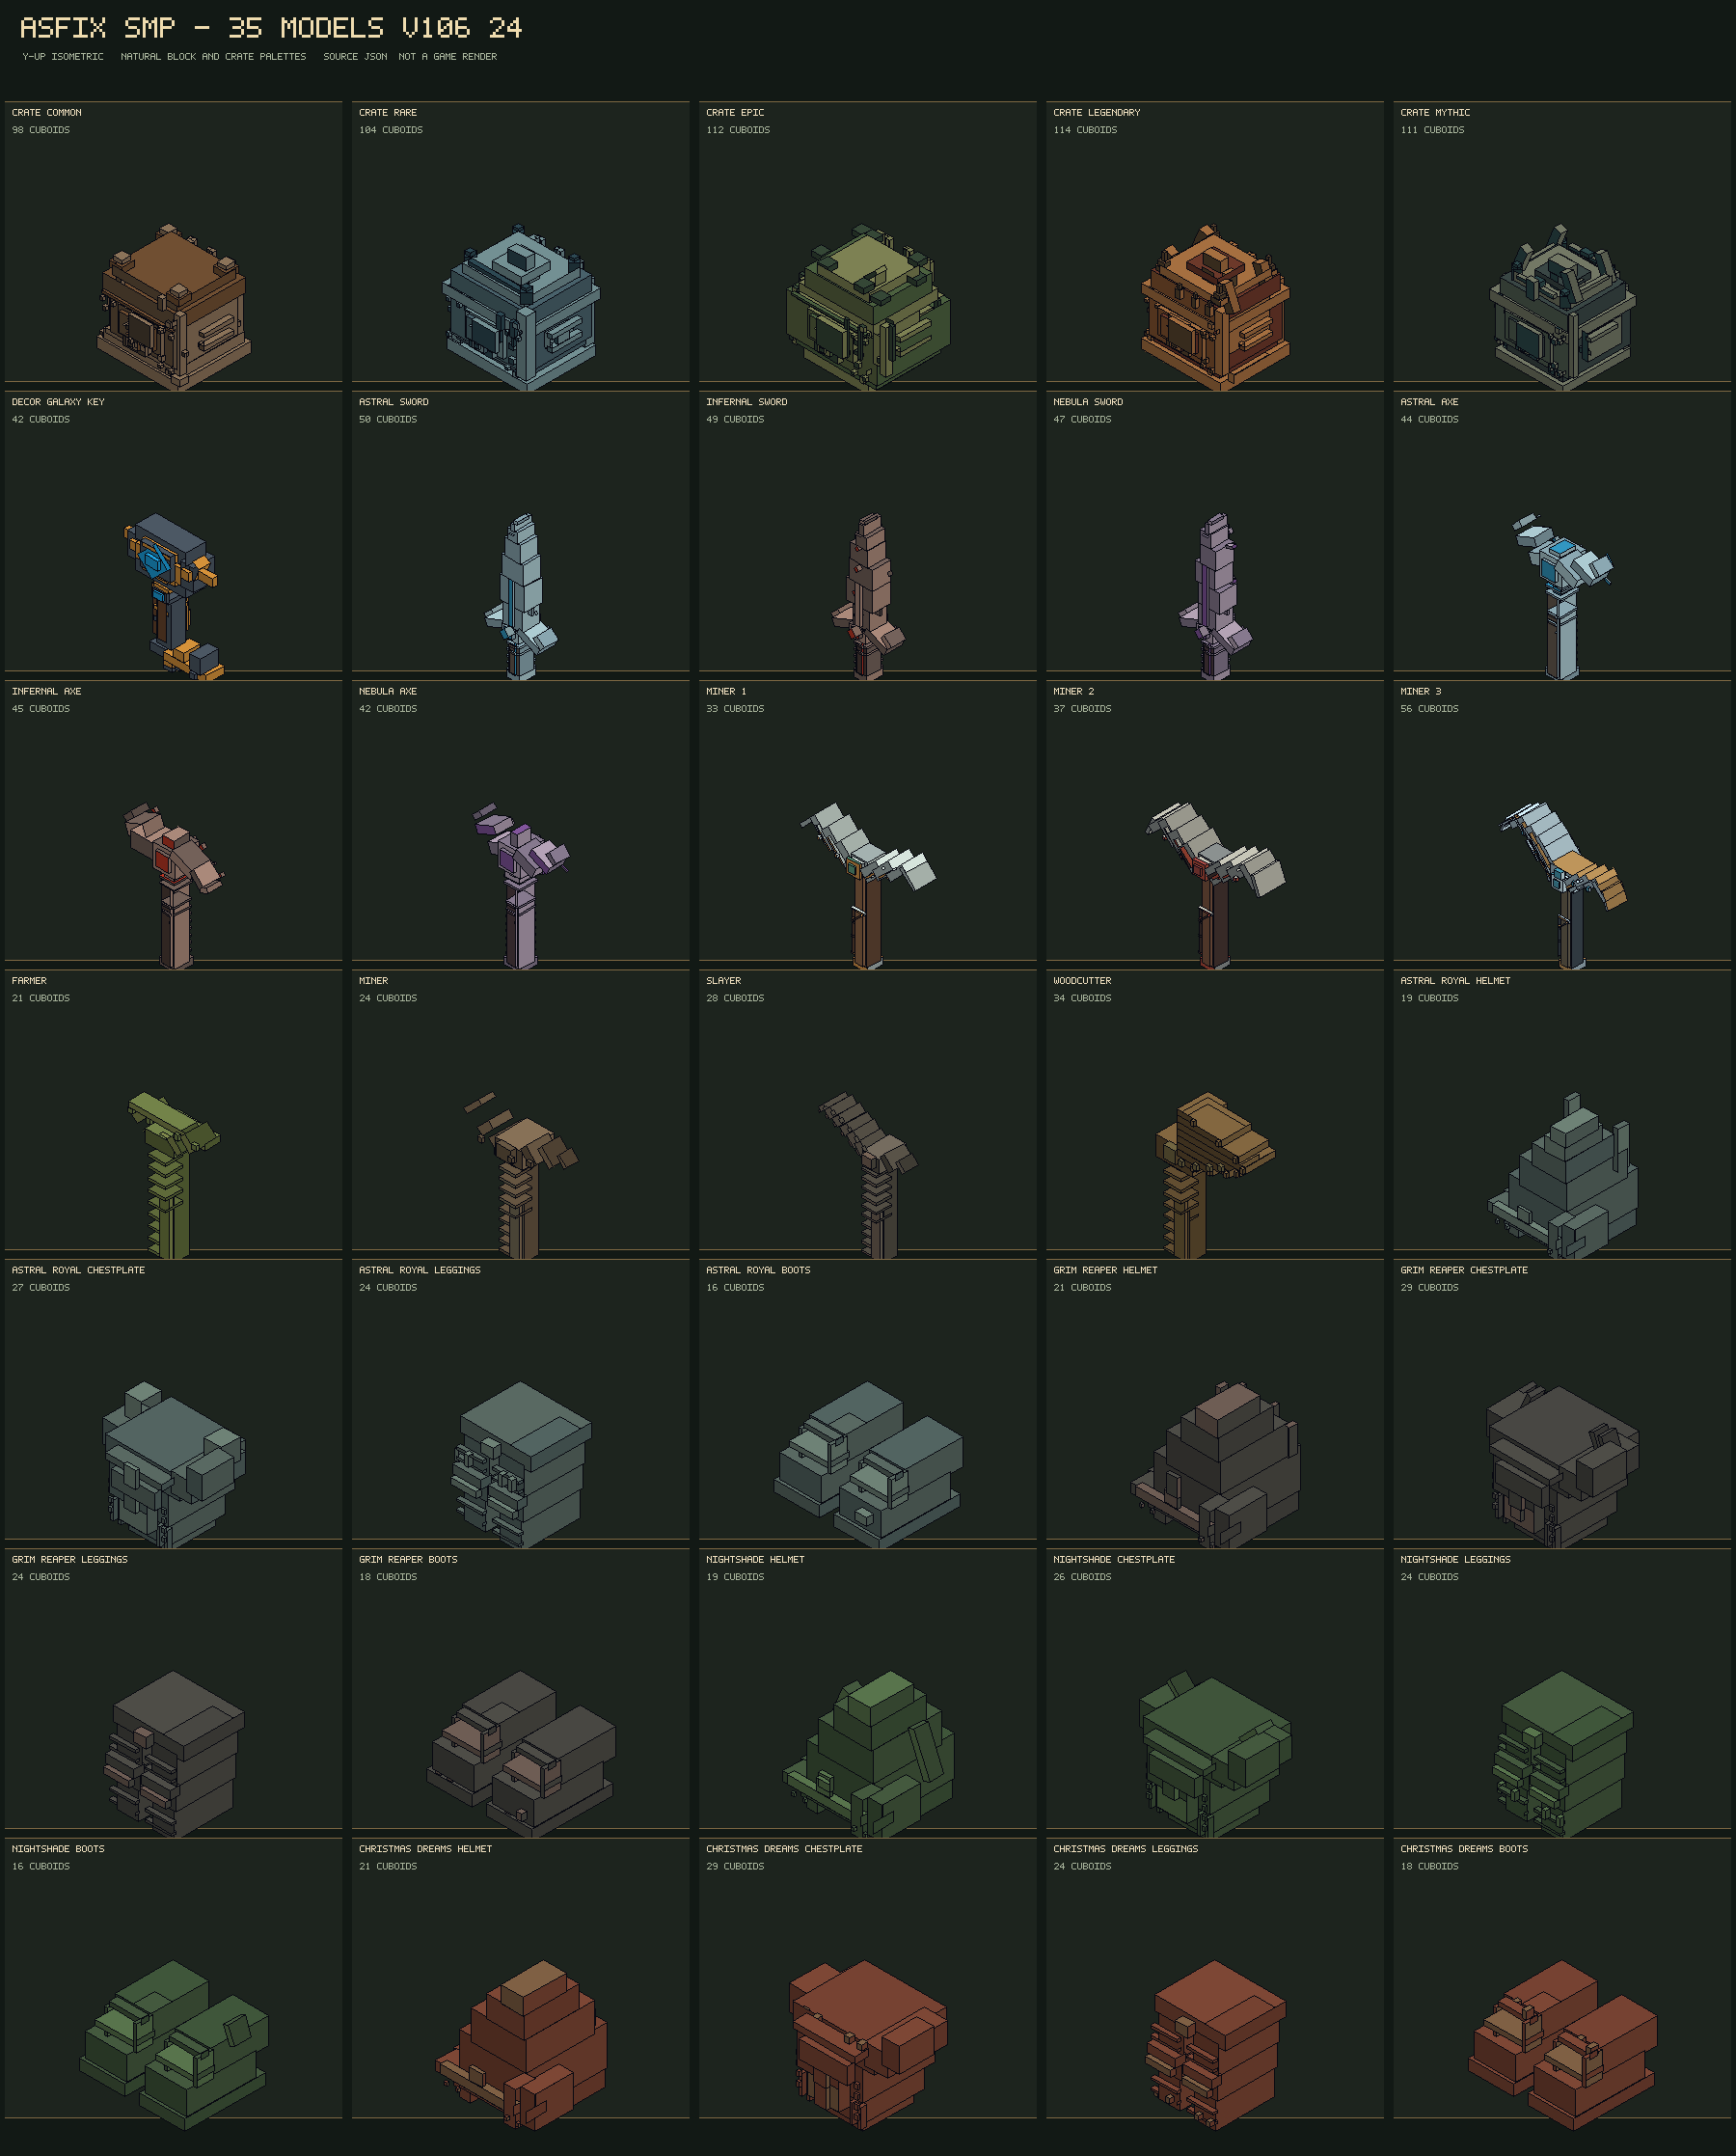 ASFIX SMP - 35 MODELS V106 24
Y-UP ISOMETRIC NATURAL BLOCK AND CRATE PALETTES SOURCE JSON NOT A GAME RENDER
CRATE COMMON
98 CUBOIDS
CRATE RARE
104 CUBOIDS
CRATE EPIC
112 CUBOIDS
CRATE LEGENDARY
114 CUBOIDS
CRATE MYTHIC
111 CUBOIDS
DECOR GALAXY KEY
42 CUBOIDS
ASTRAL SWORD
50 CUBOIDS
INFERNAL SWORD
49 CUBOIDS
NEBULA SWORD
47 CUBOIDS
ASTRAL AXE
44 CUBOIDS
INFERNAL AXE
45 CUBOIDS
NEBULA AXE
42 CUBOIDS
MINER 1
33 CUBOIDS
MINER 2
37 CUBOIDS
MINER 3
56 CUBOIDS
FARMER
21 CUBOIDS
MINER
24 CUBOIDS
SLAYER
28 CUBOIDS
WOODCUTTER
34 CUBOIDS
ASTRAL ROYAL HELMET
19 CUBOIDS
ASTRAL ROYAL CHESTPLATE
27 CUBOIDS
ASTRAL ROYAL LEGGINGS
24 CUBOIDS
ASTRAL ROYAL BOOTS
16 CUBOIDS
GRIM REAPER HELMET
21 CUBOIDS
GRIM REAPER CHESTPLATE
29 CUBOIDS
GRIM REAPER LEGGINGS
24 CUBOIDS
GRIM REAPER BOOTS
18 CUBOIDS
NIGHTSHADE HELMET
19 CUBOIDS
NIGHTSHADE CHESTPLATE
26 CUBOIDS
NIGHTSHADE LEGGINGS
24 CUBOIDS
NIGHTSHADE BOOTS
16 CUBOIDS
CHRISTMAS DREAMS HELMET
21 CUBOIDS
CHRISTMAS DREAMS CHESTPLATE
29 CUBOIDS
CHRISTMAS DREAMS LEGGINGS
24 CUBOIDS
CHRISTMAS DREAMS BOOTS
18 CUBOIDS